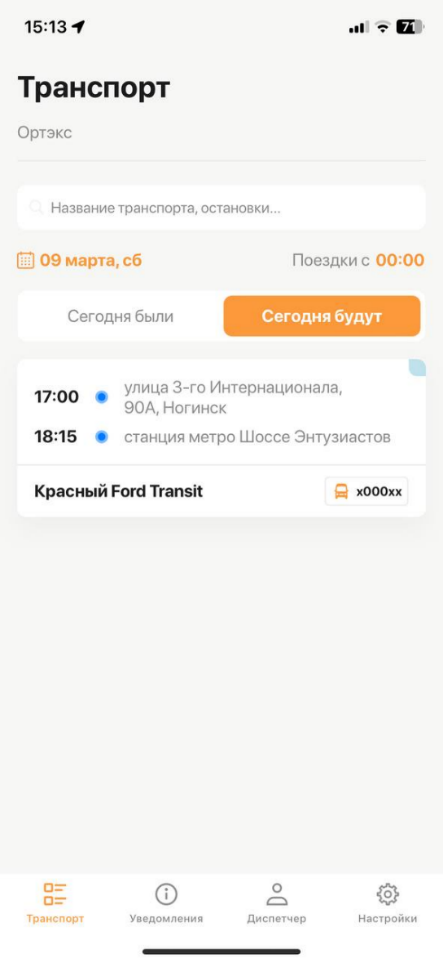 15:13
71
Транспорт
Ортэкс
Название транспорта, остановки...
09 марта, сб
Поездки с 00:00
Сегодня были
Сегодня будут
17:00
улица 3-го Интернационала,
90А, Ногинск
18:15
станция метро Шоссе Энтузиастов
Красный Ford Transit
x000xx
Транспорт
Уведомления
Диспетчер
Настройки